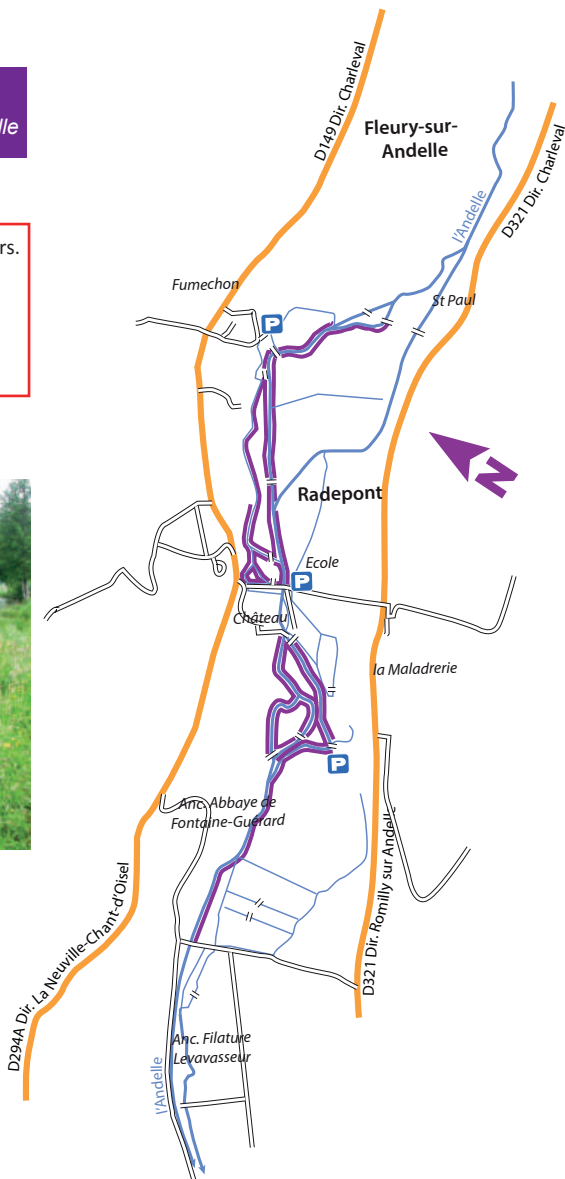 lle
rs.
D149 Dir. Charleval
Fleury-sur-
Andelle
l'Andelle
D321 Dir. Charleval
Fumechon
P
St Paul
N
Radepont
Ecole
P
Château
la Maladrerie
P
Anc. Abbaye de
Fontaine-Guérard
D294A Dir. La Neuville-Chant-d'Oisel
D321 Dir. Romilly sur Andelle
Anc. Filature
Levavasseur
l'Andelle